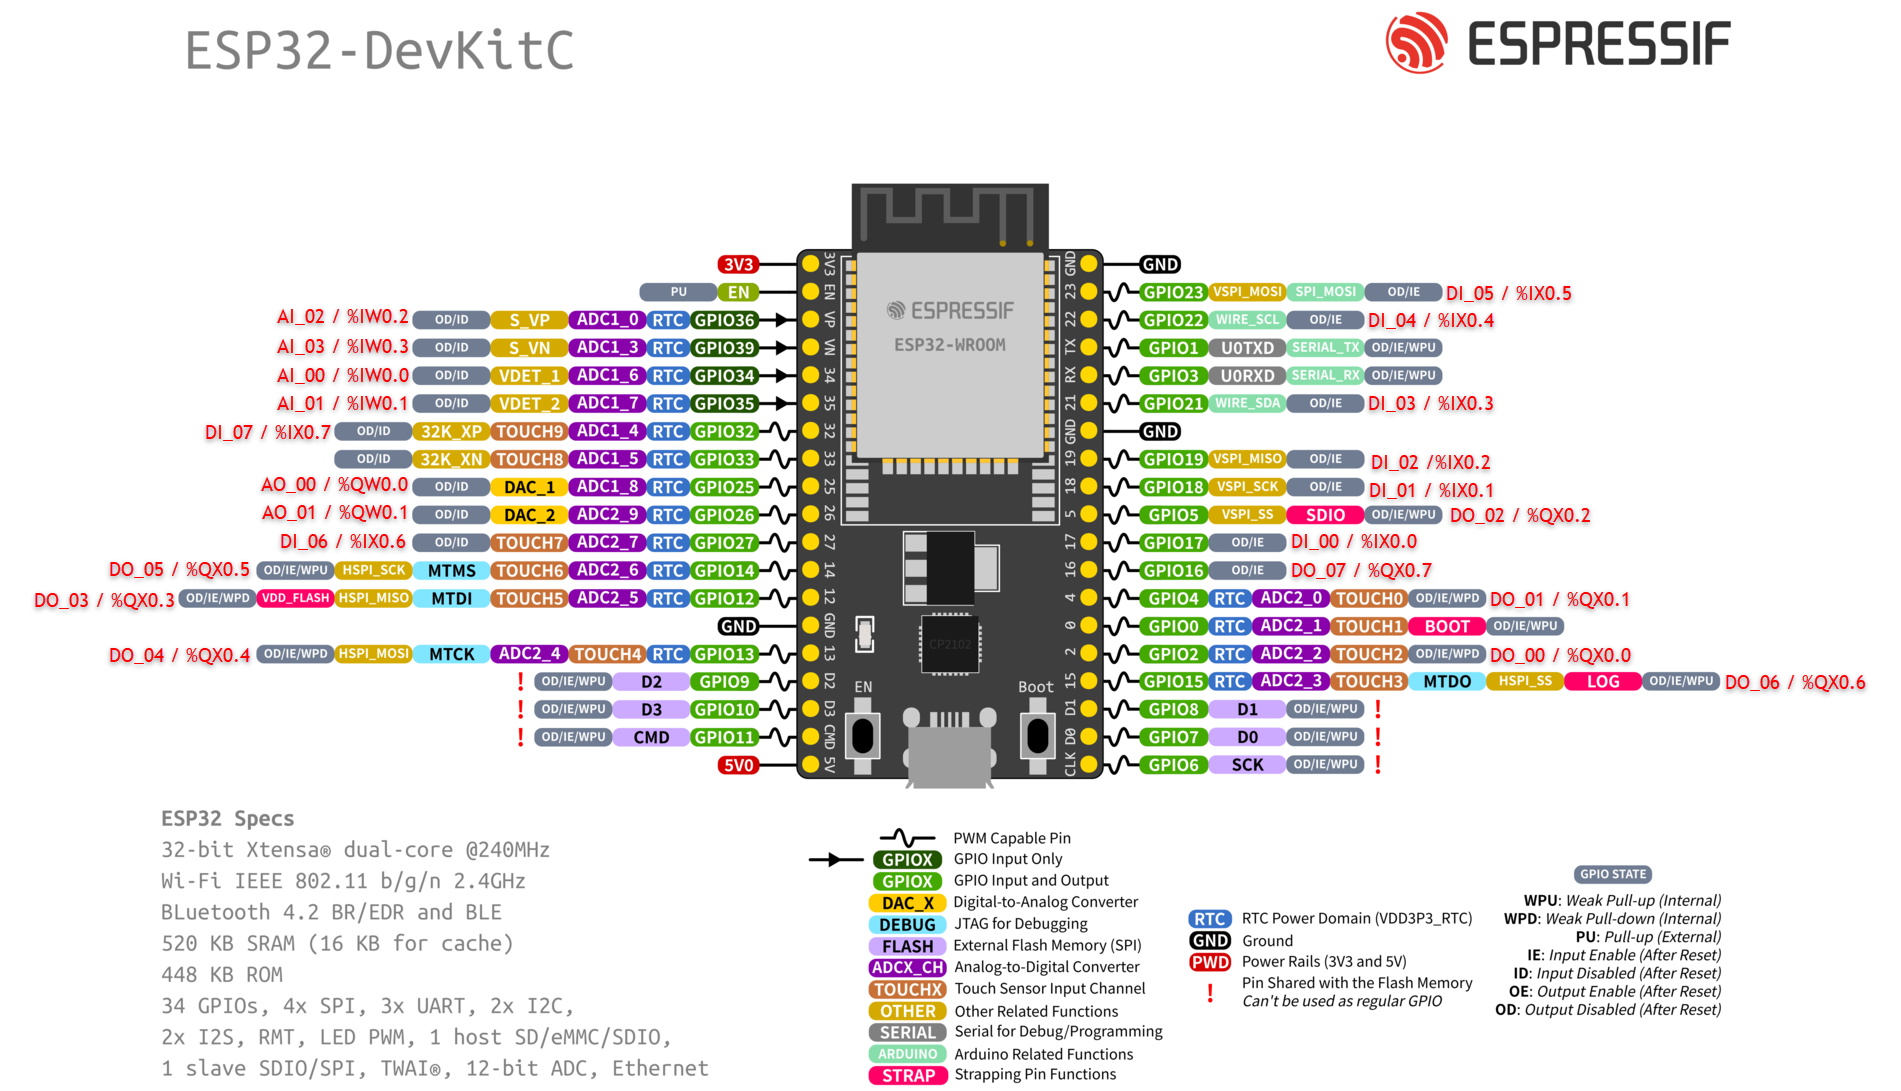 ESP32-DevKitC
ESPRESSIF
3V3
PU EN
AI_02 / %IW0.2 OD/ID S_VP ADC1_0 RTC GPIO36
AI_03 / %IW0.3 OD/ID S_VN ADC1_3 RTC GPIO39
AI_00 / %IW0.0 OD/ID VDET_1 ADC1_6 RTC GPIO34
AI_01 / %IW0.1 OD/ID VDET_2 ADC1_7 RTC GPIO35
DI_07 / %IX0.7 OD/ID 32K_XP TOUCH9 ADC1_4 RTC GPIO32
OD/ID 32K_XN TOUCH8 ADC1_5 RTC GPIO33
AO_00 / %QW0.0 OD/ID DAC_1 ADC1_8 RTC GPIO25
AO_01 / %QW0.1 OD/ID DAC_2 ADC2_9 RTC GPIO26
DI_06 / %IX0.6 OD/ID TOUCH7 ADC2_7 RTC GPIO27
DO_05 / %QX0.5 OD/IE/WPU HSPI_SCK MTMS TOUCH6 ADC2_6 RTC GPIO14
DO_03 / %QX0.3 OD/IE/WPD VDD_FLASH HSPI_MISO MTDI TOUCH5 ADC2_5 RTC GPIO12
GND
DO_04 / %QX0.4 OD/IE/WPD HSPI_MOSI MTCK ADC2_4 TOUCH4 RTC GPIO13
! OD/IE/WPU D2 GPIO9
! OD/IE/WPU D3 GPIO10
! OD/IE/WPU CMD GPIO11
5V0
3V3
EN
VP
VN
34
35
32
33
25
26
27
14
12
GND
13
D2
D3
CMD
5V
ESPRESSIF
ESP32-WROOM
CP2102
EN
Boot
GND
23
22
TX
RX
21
GND
19
18
5
17
16
4
0
2
15
D1
D0
CLK
GND
GPIO23 VSPI_MOSI SPI_MOSI OD/IE DI_05 / %IX0.5
GPIO22 WIRE_SCL OD/IE DI_04 / %IX0.4
GPIO1 U0TXD SERIAL_TX OD/IE/WPU
GPIO3 U0RXD SERIAL_RX OD/IE/WPU
GPIO21 WIRE_SDA OD/IE DI_03 / %IX0.3
GND
GPIO19 VSPI_MISO OD/IE DI_02 /%IX0.2
GPIO18 VSPI_SCK OD/IE DI_01 / %IX0.1
GPIO5 VSPI_SS SDIO OD/IE/WPU DO_02 / %QX0.2
GPIO17 OD/IE DI_00 / %IX0.0
GPIO16 OD/IE DO_07 / %QX0.7
GPIO4 RTC ADC2_0 TOUCH0 OD/IE/WPD DO_01 / %QX0.1
GPIO0 RTC ADC2_1 TOUCH1 BOOT OD/IE/WPU
GPIO2 RTC ADC2_2 TOUCH2 OD/IE/WPD DO_00 / %QX0.0
GPIO15 RTC ADC2_3 TOUCH3 MTDO HSPI_SS LOG OD/IE/WPU DO_06 / %QX0.6
GPIO8 D1 OD/IE/WPU !
GPIO7 D0 OD/IE/WPU !
GPIO6 SCK OD/IE/WPU !
ESP32 Specs
32-bit Xtensa® dual-core @240MHz
Wi-Fi IEEE 802.11 b/g/n 2.4GHz
BLuetooth 4.2 BR/EDR and BLE
520 KB SRAM (16 KB for cache)
448 KB ROM
34 GPIOs, 4x SPI, 3x UART, 2x I2C,
2x I2S, RMT, LED PWM, 1 host SD/eMMC/SDIO,
1 slave SDIO/SPI, TWAI®, 12-bit ADC, Ethernet
PWM Capable Pin
GPIOX GPIO Input Only
GPIOX GPIO Input and Output
DAC_X Digital-to-Analog Converter
DEBUG JTAG for Debugging
FLASH External Flash Memory (SPI)
ADCX_CH Analog-to-Digital Converter
TOUCHX Touch Sensor Input Channel
OTHER Other Related Functions
SERIAL Serial for Debug/Programming
ARDUINO Arduino Related Functions
STRAP Strapping Pin Functions
RTC RTC Power Domain (VDD3P3_RTC)
GND Ground
PWD Power Rails (3V3 and 5V)
! Pin Shared with the Flash Memory
Can't be used as regular GPIO
GPIO STATE
WPU: Weak Pull-up (Internal)
WPD: Weak Pull-down (Internal)
PU: Pull-up (External)
IE: Input Enable (After Reset)
ID: Input Disabled (After Reset)
OE: Output Enable (After Reset)
OD: Output Disabled (After Reset)